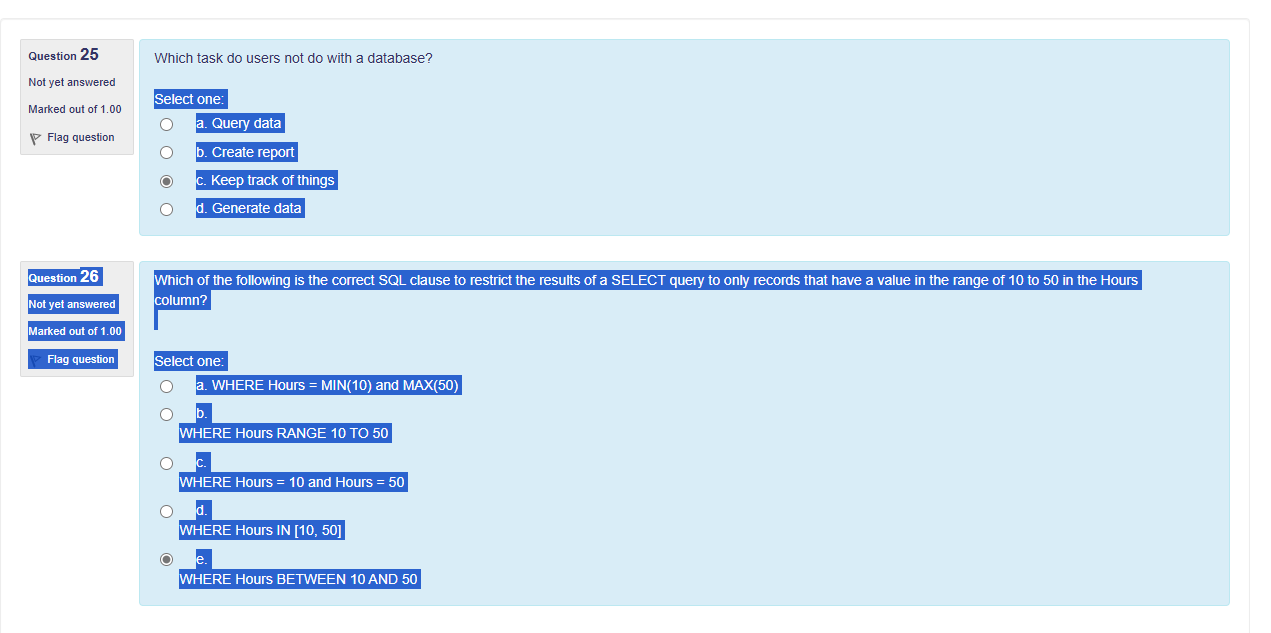 Question 25
Not yet answered
Marked out of 1.00
Flag question
Which task do users not do with a database?
Select one:
a. Query data
b. Create report
c. Keep track of things
d. Generate data
Question 26
Not yet answered
Marked out of 1.00
Flag question
Which of the following is the correct SQL clause to restrict the results of a SELECT query to only records that have a value in the range of 10 to 50 in the Hours
column?
Select one:
a. WHERE Hours = MIN(10) and MAX(50)
b.
WHERE Hours RANGE 10 TO 50
c.
WHERE Hours = 10 and Hours = 50
d.
WHERE Hours IN [10, 50]
e.
WHERE Hours BETWEEN 10 AND 50